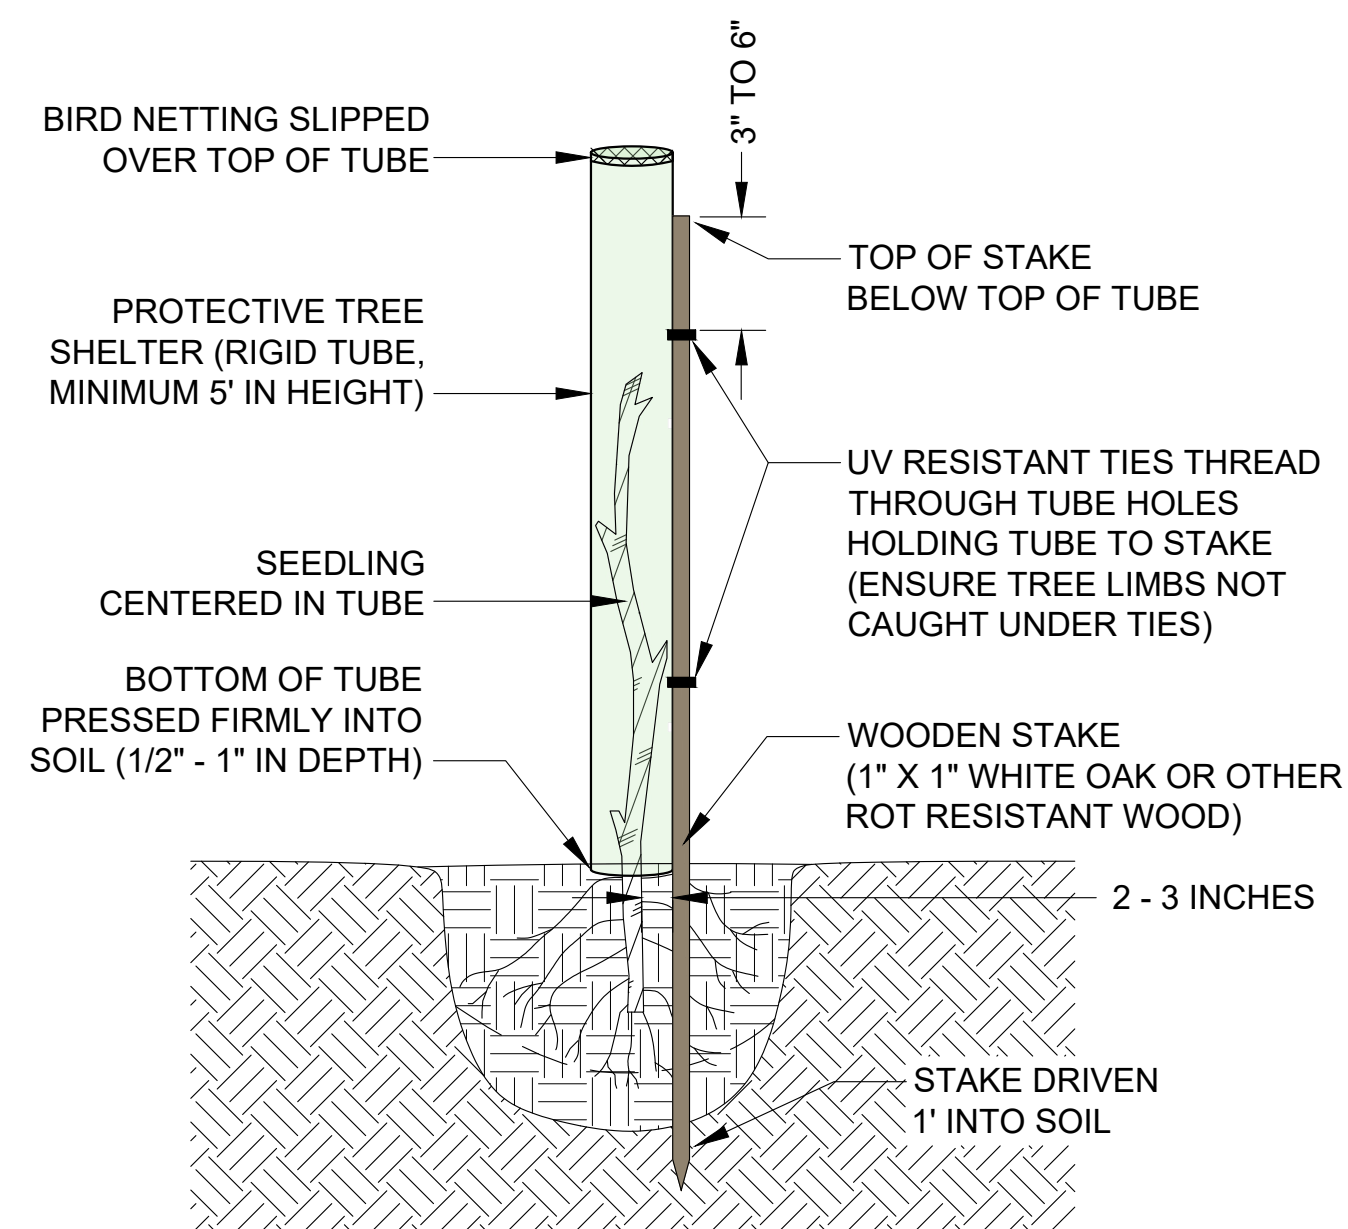 3" TO 6"
BIRD NETTING SLIPPED
OVER TOP OF TUBE
TOP OF STAKE
BELOW TOP OF TUBE
PROTECTIVE TREE
SHELTER (RIGID TUBE,
MINIMUM 5' IN HEIGHT)
UV RESISTANT TIES THREAD
THROUGH TUBE HOLES
HOLDING TUBE TO STAKE
(ENSURE TREE LIMBS NOT
CAUGHT UNDER TIES)
SEEDLING
CENTERED IN TUBE
BOTTOM OF TUBE
PRESSED FIRMLY INTO
SOIL (1/2" - 1" IN DEPTH)
WOODEN STAKE
(1" X 1" WHITE OAK OR OTHER
ROT RESISTANT WOOD)
2 - 3 INCHES
STAKE DRIVEN
1' INTO SOIL